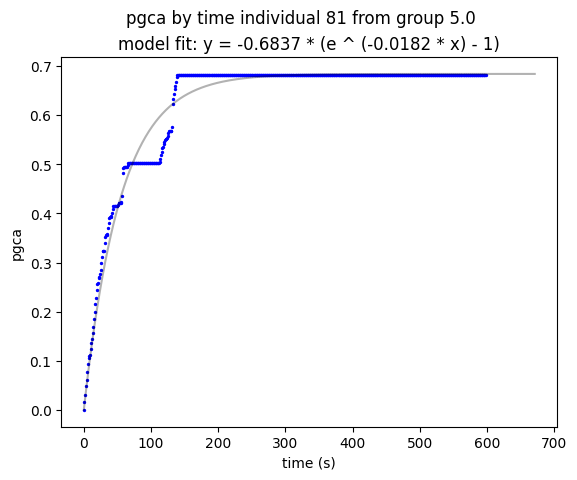 pgca by time individual 81 from group 5.0
model fit: y = -0.6837 * (e ^ (-0.0182 * x) - 1)
0.7
0.6
0.5
0.4
0.3
0.2
0.1
0.0
pgca
0 100 200 300 400 500 600 700
time (s)